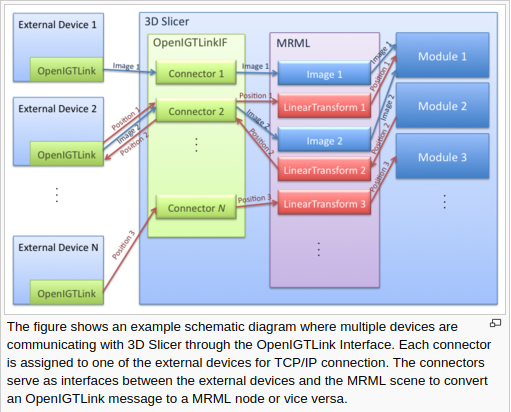 External Device 1
OpenIGTLink
External Device 2
OpenIGTLink
External Device N
OpenIGTLink
3D Slicer
OpenIGTLinkIF
Connector 1
Connector 2
Connector N
MRML
Image 1
LinearTransform 1
Image 2
LinearTransform 2
LinearTransform 3
Module 1
Module 2
Module 3
Image 1
Position 1
Image 2
Position 2
Position 3
Image 1
Position 1
Image 2
Position 2
Position 3
Image 1
Position 1
Image 2
Position 2
Position 3
The figure shows an example schematic diagram where multiple devices are
communicating with 3D Slicer through the OpenIGTLink Interface. Each connector
is assigned to one of the external devices for TCP/IP connection. The connectors
serve as interfaces between the external devices and the MRML scene to convert
an OpenIGTLink message to a MRML node or vice versa.